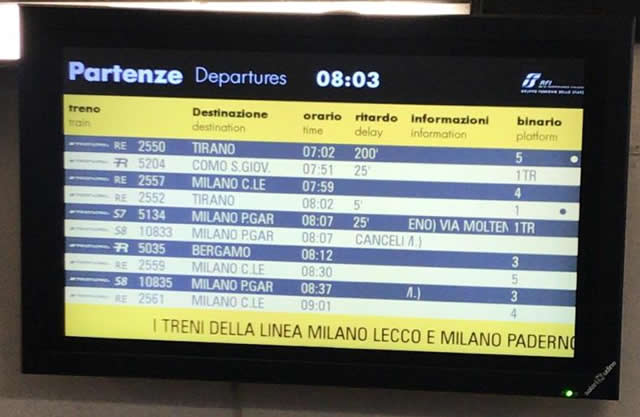 Partenze Departures 08:03
RFI
treno Destinazione orario ritardo informazioni binario
train destination time delay information platform
RE 2550 TIRANO 07:02 200' 5
R 5204 COMO S.GIOV. 07:51 25' 1TR
RE 2557 MILANO C.LE 07:59 4
RE 2552 TIRANO 08:02 5' 1
S7 5134 MILANO P.GAR 08:07 25' ENO) VIA MOLTEN 1TR
S8 10833 MILANO P.GAR 08:07 CANCELL /I.)
R 5035 BERGAMO 08:12 3
RE 2559 MILANO C.LE 08:30 5
S8 10835 MILANO P.GAR 08:37 /I.) 3
RE 2561 MILANO C.LE 09:01 4
I TRENI DELLA LINEA MILANO LECCO E MILANO PADERNO